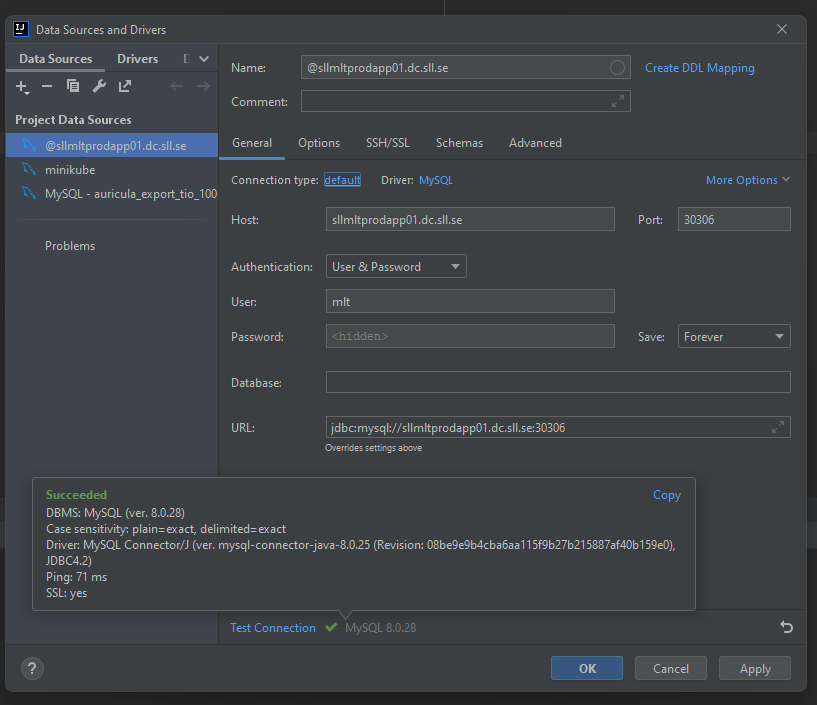 Data Sources and Drivers
Data Sources Drivers D
Project Data Sources
@sllmltprodapp01.dc.sll.se
minikube
MySQL - auricula_export_tio_100
Problems
Name: @sllmltprodapp01.dc.sll.se Create DDL Mapping
Comment:
General Options SSH/SSL Schemas Advanced
Connection type: default Driver: MySQL More Options
Host: sllmltprodapp01.dc.sll.se Port: 30306
Authentication: User & Password
User: mlt
Password: <hidden> Save: Forever
Database:
URL: jdbc:mysql://sllmltprodapp01.dc.sll.se:30306
Overrides settings above
Succeeded Copy
DBMS: MySQL (ver. 8.0.28)
Case sensitivity: plain=exact, delimited=exact
Driver: MySQL Connector/J (ver. mysql-connector-java-8.0.25 (Revision: 08be9e9b4cba6aa115f9b27b215887af40b159e0),
JDBC4.2)
Ping: 71 ms
SSL: yes
Test Connection MySQL 8.0.28
? OK Cancel Apply